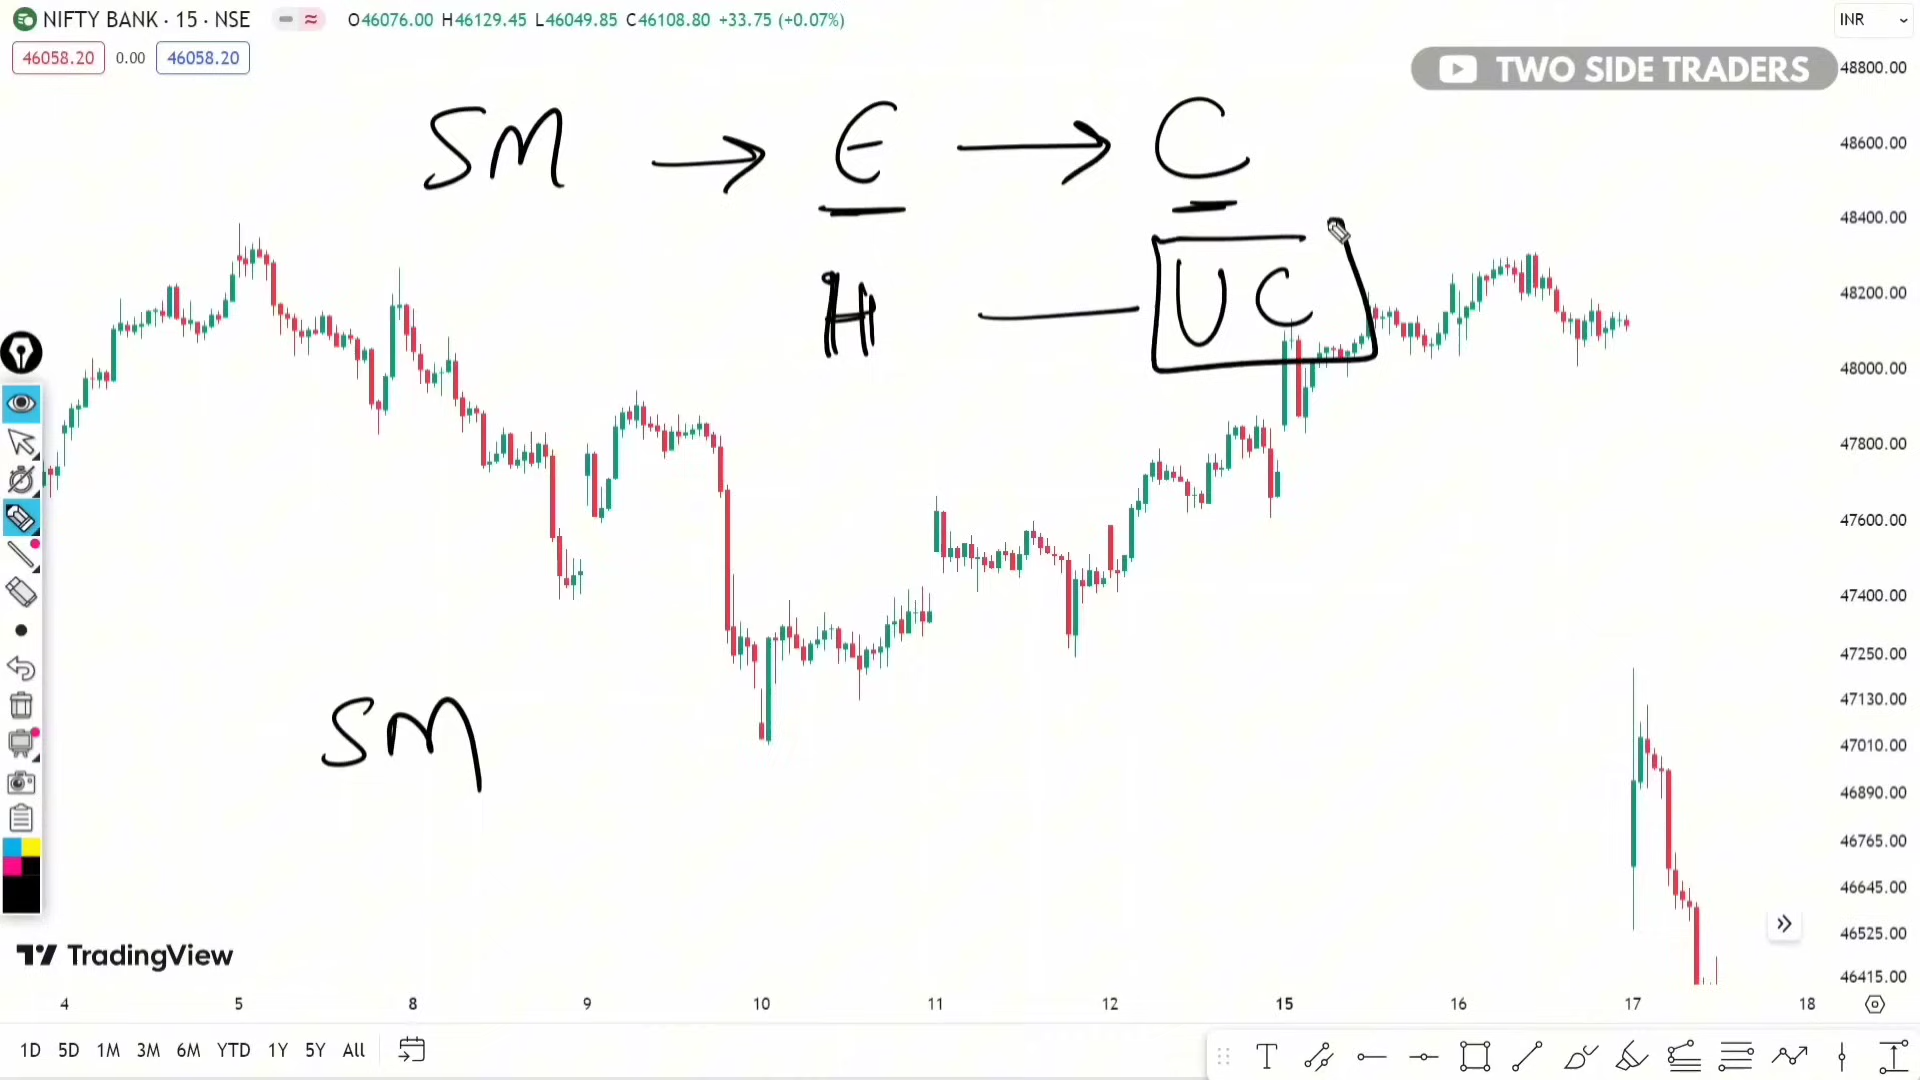 NIFTY BANK · 15 · NSE O46076.00 H46129.45 L46049.85 C46108.80 +33.75 (+0.07%) INR
46058.20 0.00 46058.20
TWO SIDE TRADERS
SM → E → C
H — UC
SM
48800.00
48600.00
48400.00
48200.00
48000.00
47800.00
47600.00
47400.00
47250.00
47130.00
47010.00
46890.00
46765.00
46645.00
46525.00
46415.00
TradingView
4 5 8 9 10 11 12 15 16 17 18
1D 5D 1M 3M 6M YTD 1Y 5Y All